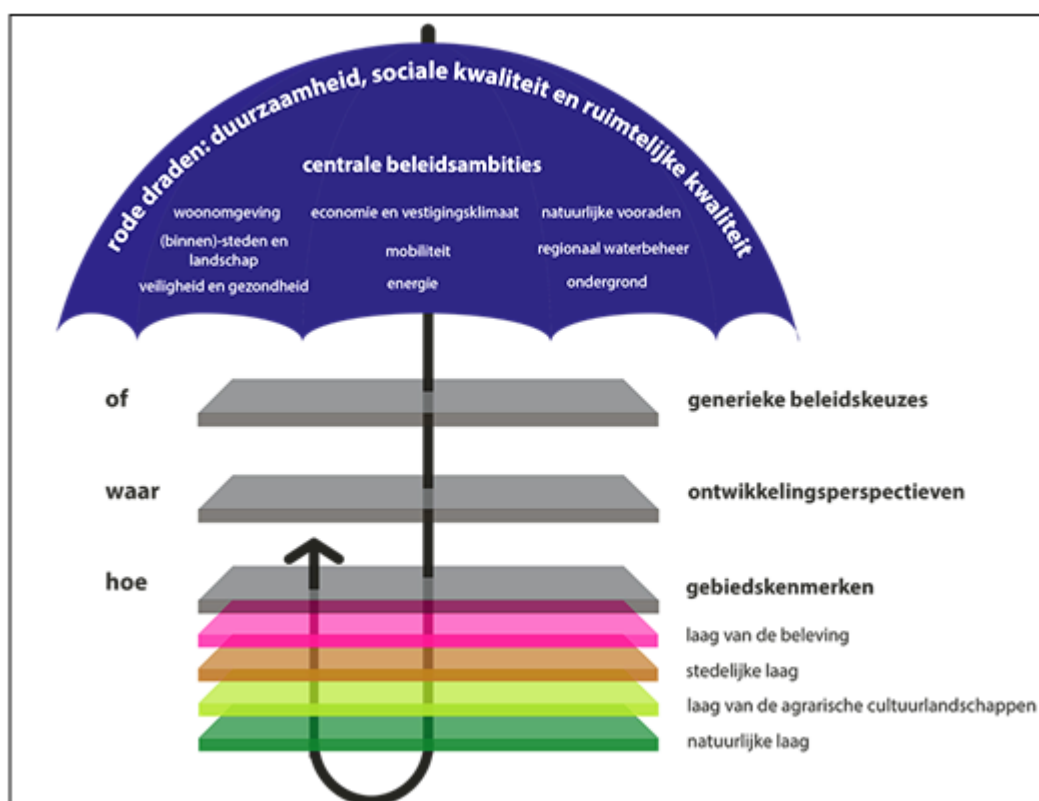 rode draden: duurzaamheid, sociale kwaliteit en ruimtelijke kwaliteit
centrale beleidsambities
woonomgeving
(binnen)-steden en
landschap
veiligheid en gezondheid
economie en vestigingsklimaat
mobiliteit
energie
natuurlijke vooraden
regionaal waterbeheer
ondergrond
of
generieke beleidskeuzes
waar
ontwikkelingsperspectieven
hoe
gebiedskenmerken
laag van de beleving
stedelijke laag
laag van de agrarische cultuurlandschappen
natuurlijke laag